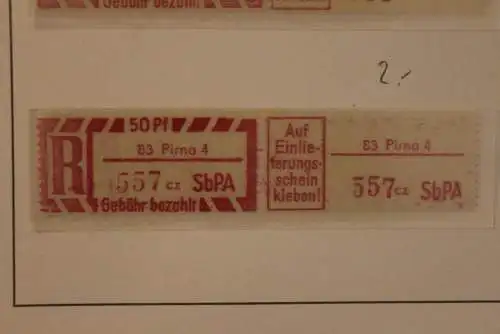 Gebühr bezahlt
2.-
50 Pf
83 Pirna 4
R
557 cz SbPA
Gebühr bezahlt
Auf
Einlie-
ferungs-
schein
kleben!
83 Pirna 4
557 cz SbPA